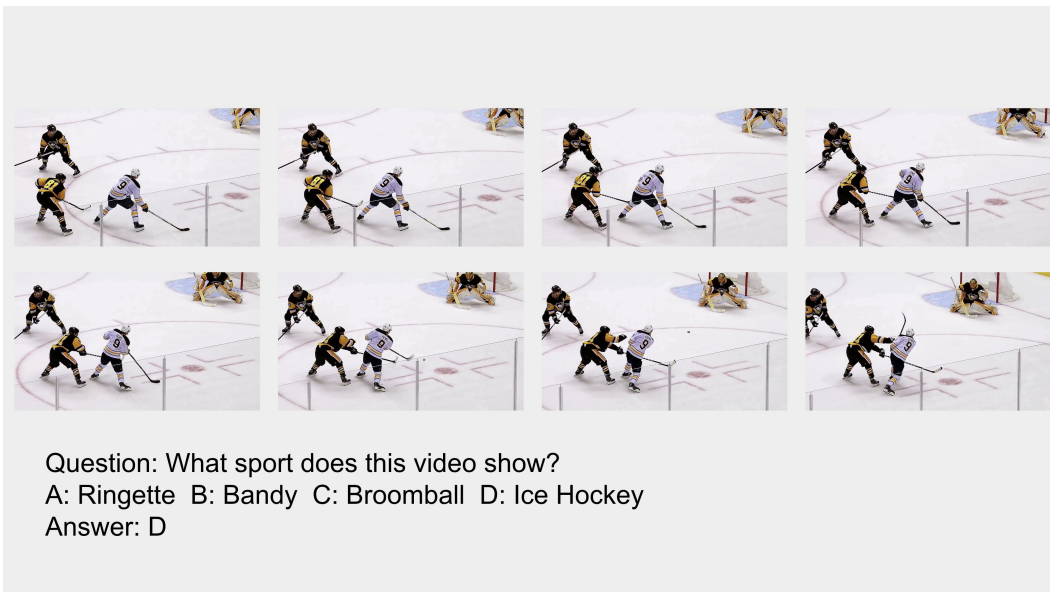 Question: What sport does this video show?
A: Ringette  B: Bandy  C: Broomball  D: Ice Hockey
Answer: D